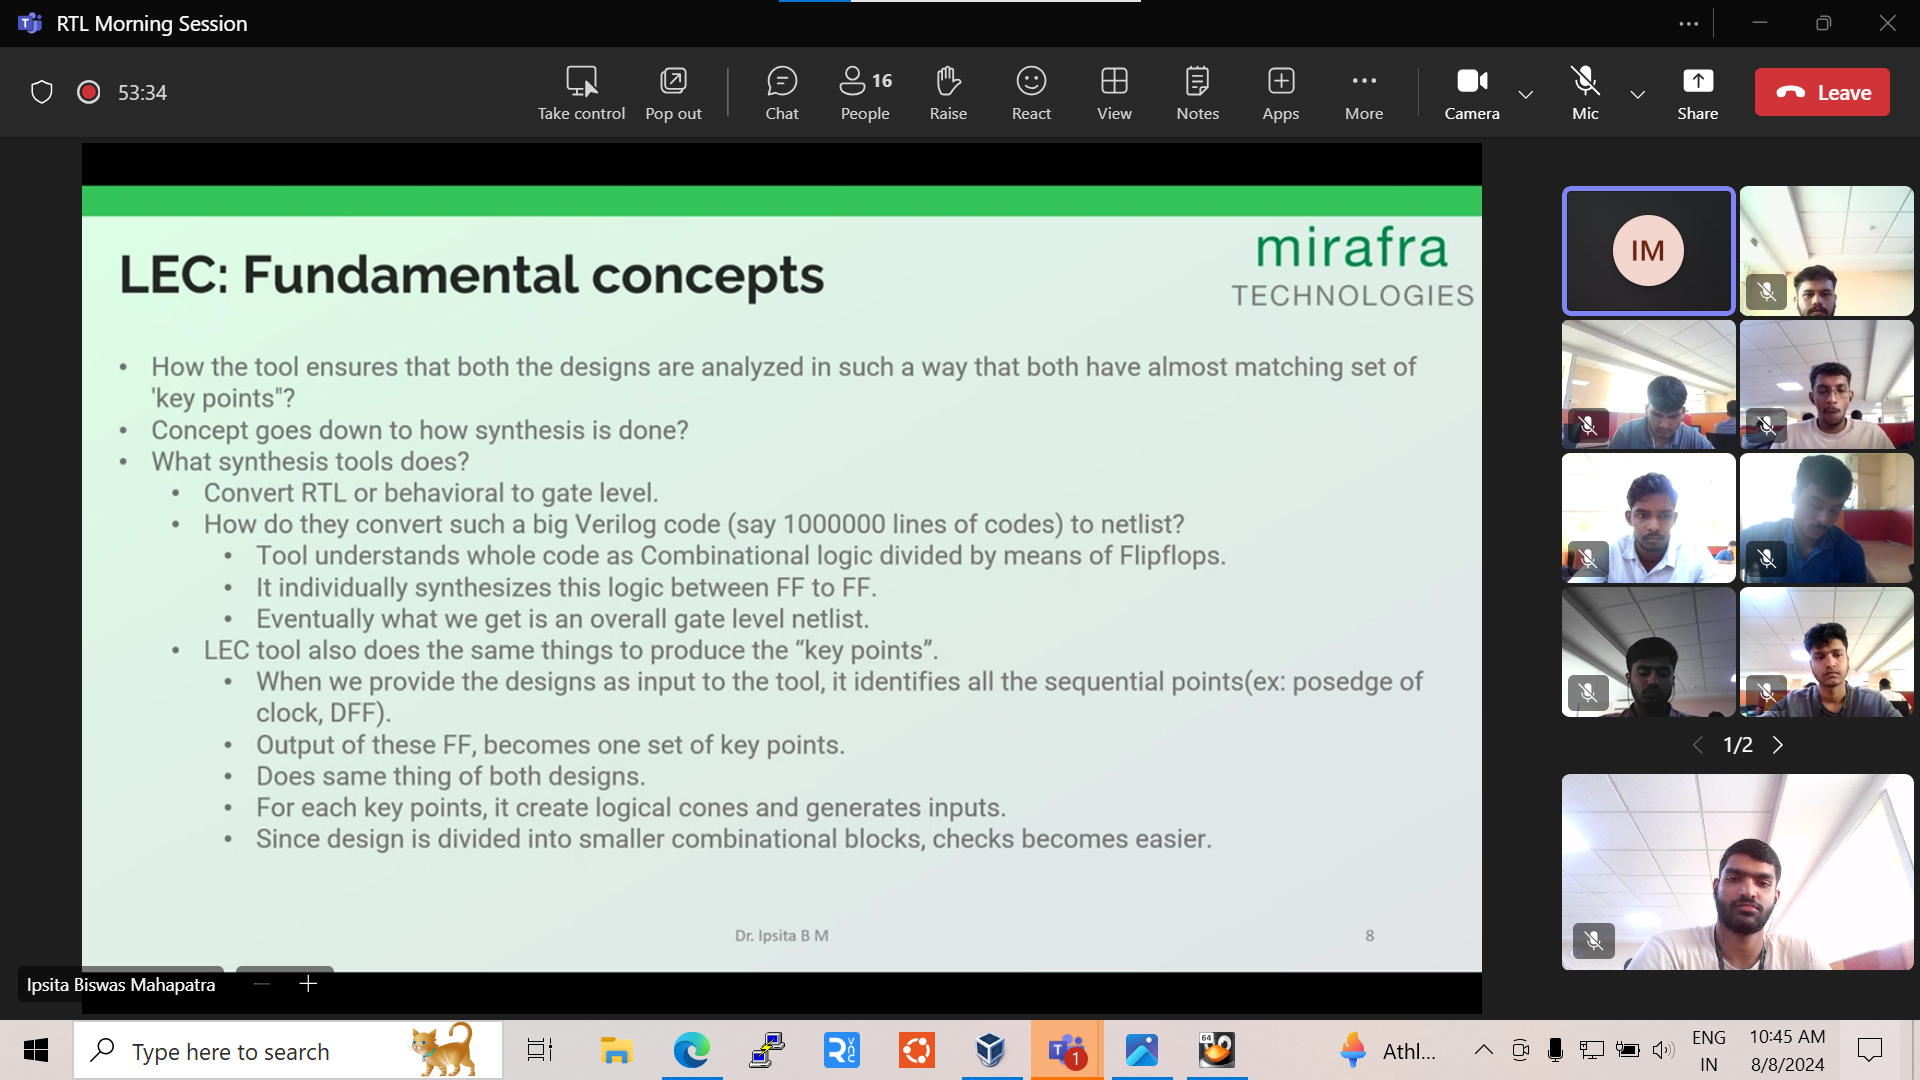 RTL Morning Session
53:34
Take control
Pop out
Chat
16
People
Raise
React
View
Notes
Apps
More
Camera
Mic
Share
Leave
mirafra
TECHNOLOGIES
LEC: Fundamental concepts
• How the tool ensures that both the designs are analyzed in such a way that both have almost matching set of
'key points"?
• Concept goes down to how synthesis is done?
• What synthesis tools does?
• Convert RTL or behavioral to gate level.
• How do they convert such a big Verilog code (say 1000000 lines of codes) to netlist?
• Tool understands whole code as Combinational logic divided by means of Flipflops.
• It individually synthesizes this logic between FF to FF.
• Eventually what we get is an overall gate level netlist.
• LEC tool also does the same things to produce the “key points”.
• When we provide the designs as input to the tool, it identifies all the sequential points(ex: posedge of
clock, DFF).
• Output of these FF, becomes one set of key points.
• Does same thing of both designs.
• For each key points, it create logical cones and generates inputs.
• Since design is divided into smaller combinational blocks, checks becomes easier.
Dr. Ipsita B M
8
Ipsita Biswas Mahapatra
IM
1/2
Type here to search
1
64
Athl...
ENG
IN
10:45 AM
8/8/2024